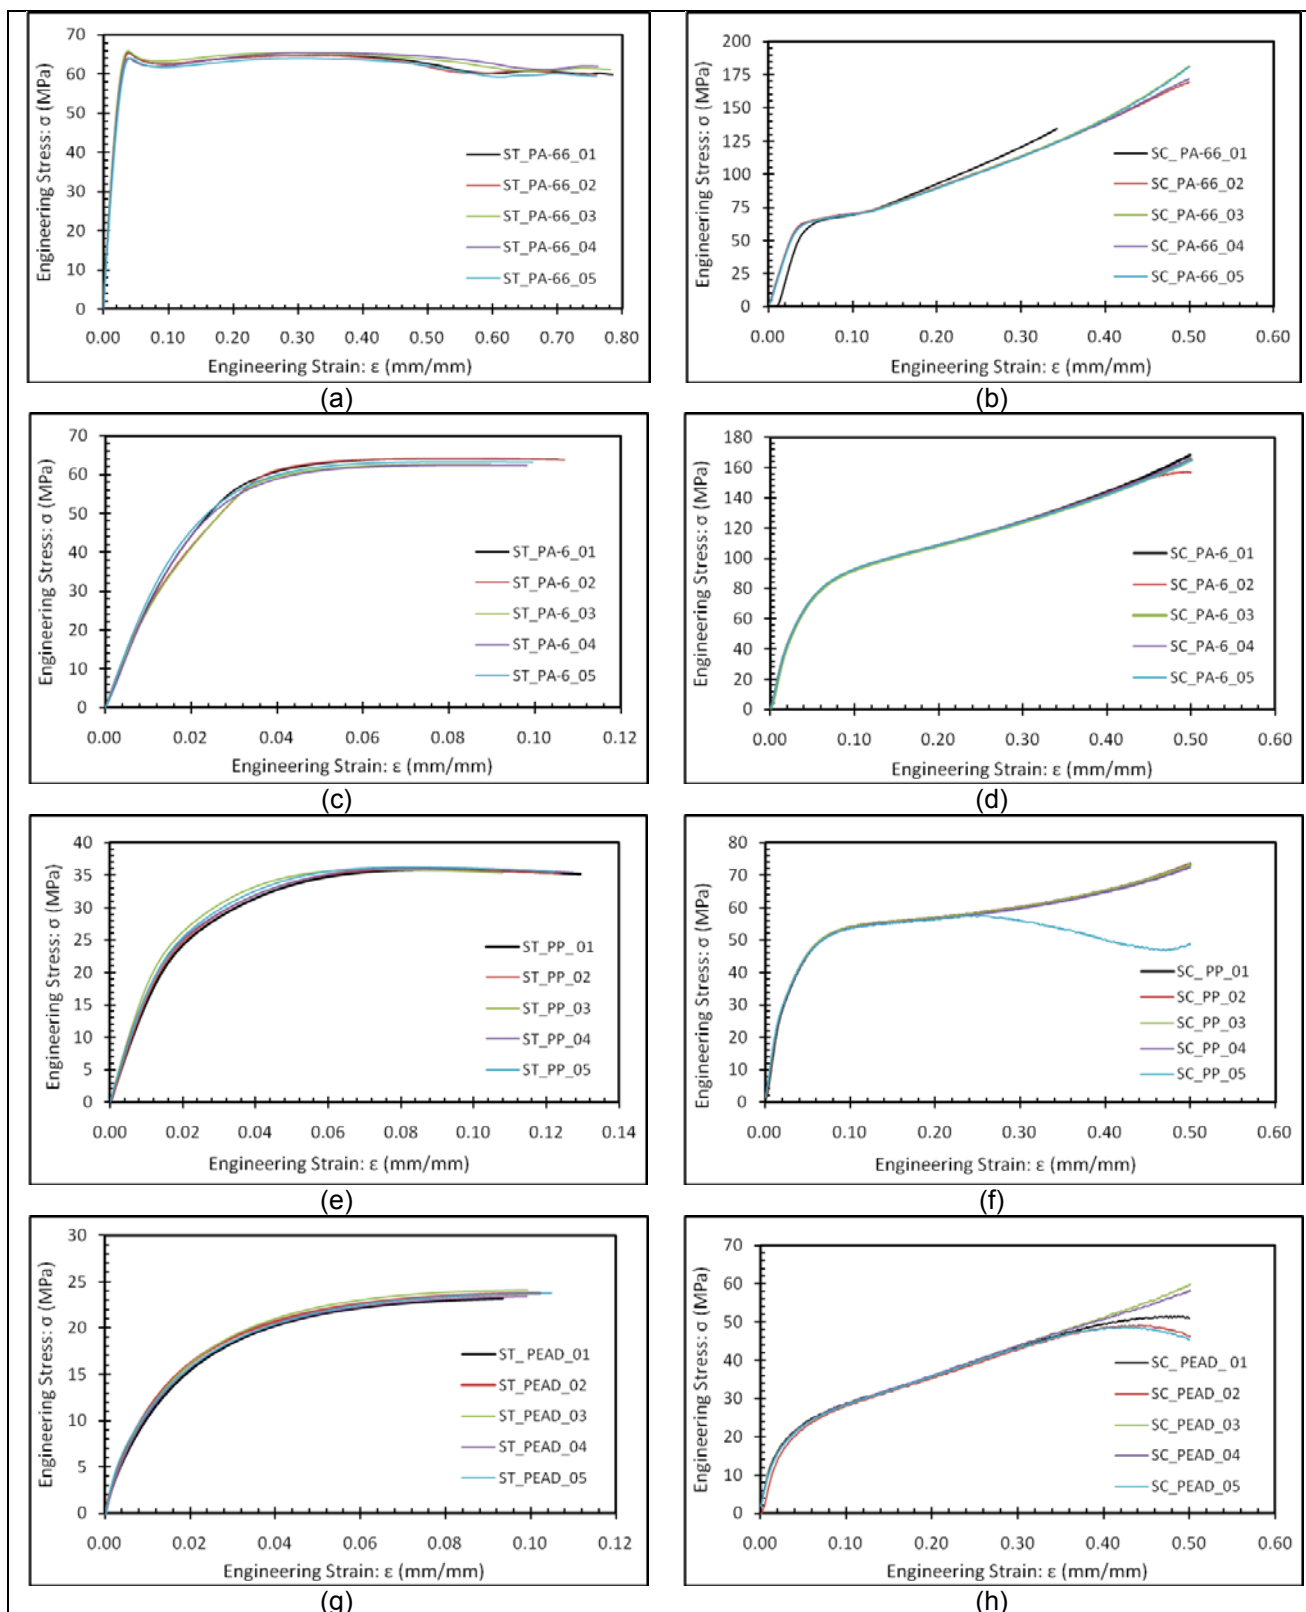 70
60
50
40
30
20
10
0
Engineering Stress: σ (MPa)
ST_PA-66_01
ST_PA-66_02
ST_PA-66_03
ST_PA-66_04
ST_PA-66_05
0.00 0.10 0.20 0.30 0.40 0.50 0.60 0.70 0.80
Engineering Strain: ε (mm/mm)
(a)
200
175
150
125
100
75
50
25
0
Engineering Stress: σ (MPa)
SC_ PA-66_01
SC_PA-66_02
SC_PA-66_03
SC_PA-66_04
SC_PA-66_05
0.00 0.10 0.20 0.30 0.40 0.50 0.60
Engineering Strain: ε (mm/mm)
(b)
70
60
50
40
30
20
10
0
Engineering Stress: σ (MPa)
ST_PA-6_01
ST_PA-6_02
ST_PA-6_03
ST_PA-6_04
ST_PA-6_05
0.00 0.02 0.04 0.06 0.08 0.10 0.12
Engineering Strain: ε (mm/mm)
(c)
180
160
140
120
100
80
60
40
20
0
Engineering Stress: σ (MPa)
SC_PA-6_01
SC_PA-6_02
SC_PA-6_03
SC_PA-6_04
SC_PA-6_05
0.00 0.10 0.20 0.30 0.40 0.50 0.60
Engineering Strain: ε (mm/mm)
(d)
40
35
30
25
20
15
10
5
0
Engineering Stress: σ (MPa)
ST_PP_ 01
ST_PP_02
ST_PP_03
ST_PP_04
ST_PP_05
0.00 0.02 0.04 0.06 0.08 0.10 0.12 0.14
Engineering Strain: ε (mm/mm)
(e)
80
70
60
50
40
30
20
10
0
Engineering Stress: σ (MPa)
SC_ PP_01
SC_PP_02
SC_PP_03
SC_PP_04
SC_PP_05
0.00 0.10 0.20 0.30 0.40 0.50 0.60
Engineering Strain: ε (mm/mm)
(f)
30
25
20
15
10
5
0
Engineering Stress: σ (MPa)
ST_PEAD_01
ST_PEAD_02
ST_PEAD_03
ST_PEAD_04
ST_PEAD_05
0.00 0.02 0.04 0.06 0.08 0.10 0.12
Engineering Strain: ε (mm/mm)
(g)
70
60
50
40
30
20
10
0
Engineering Stress: σ (MPa)
SC_ PEAD_ 01
SC_PEAD_02
SC_PEAD_03
SC_PEAD_04
SC_PEAD_05
0.00 0.10 0.20 0.30 0.40 0.50 0.60
Engineering Strain: ε (mm/mm)
(h)